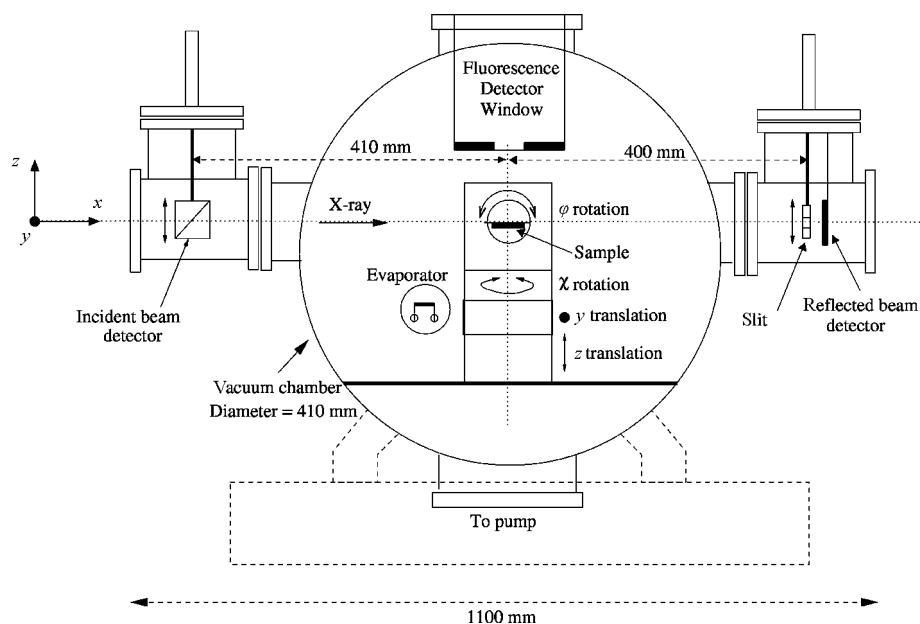 Fluorescence
Detector
Window
410 mm
400 mm
z
x
y
X-ray
φ rotation
Sample
Evaporator
χ rotation
y translation
z translation
Incident beam
detector
Slit
Reflected beam
detector
Vacuum chamber
Diameter = 410 mm
To pump
1100 mm